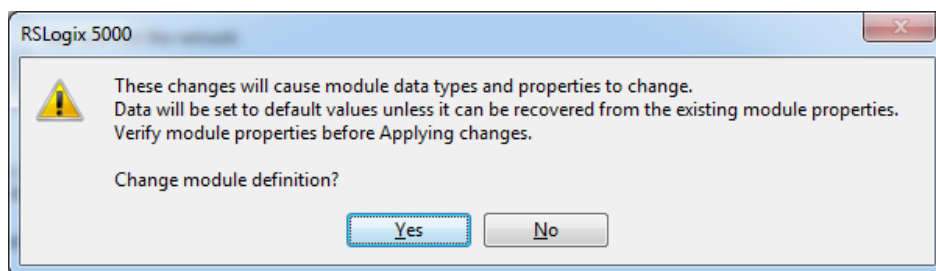 RSLogix 5000
These changes will cause module data types and properties to change.
Data will be set to default values unless it can be recovered from the existing module properties.
Verify module properties before Applying changes.
Change module definition?
Yes
No